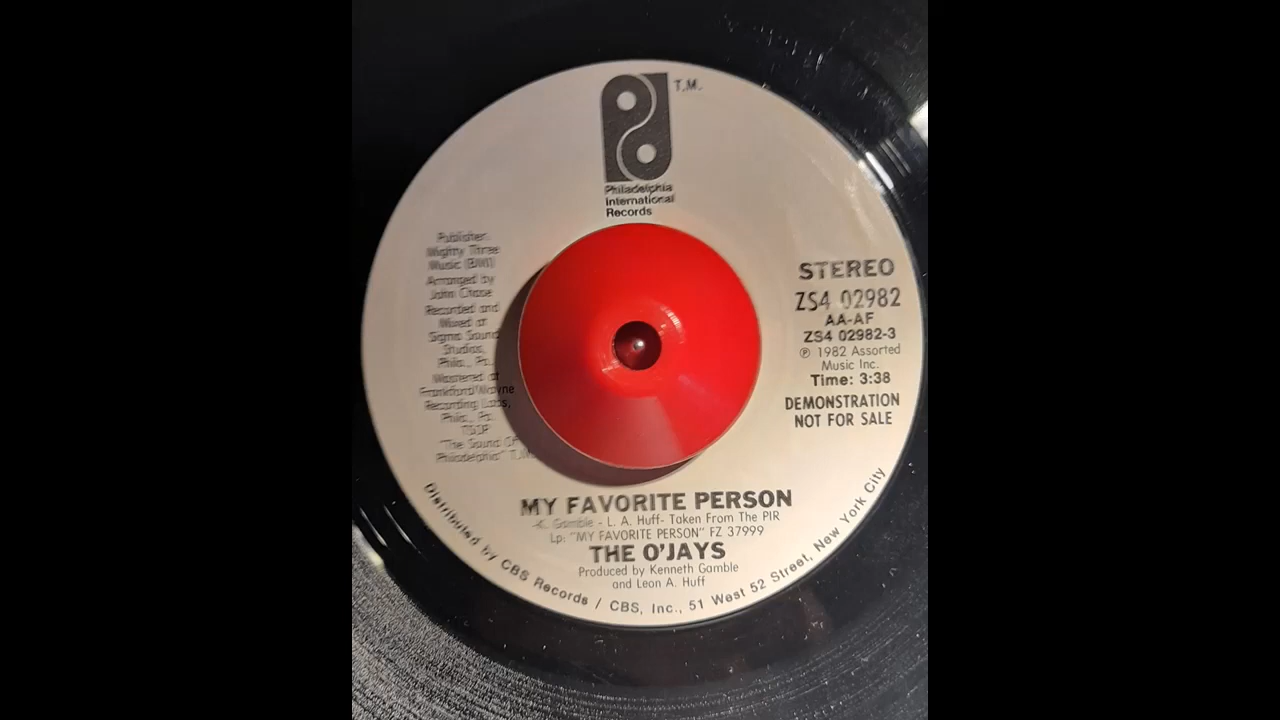 T.M.
Philadelphia
International
Records
Publisher:
Mighty Three
Music (BMI)
Arranged by
John Chase
Recorded and
Mixed at
Sigma Sound
Studios,
Phila., Pa.
Mastered at
Frankford/Wayne
Recording Labs,
Phila., Pa.
"The Sound Of
Philadelphia" T.M.
STEREO
ZS4 02982
AA-AF
ZS4 02982-3
℗ 1982 Assorted
Music Inc.
Time: 3:38
DEMONSTRATION
NOT FOR SALE
MY FAVORITE PERSON
-K. Gamble - L. A. Huff- Taken From The PIR
Lp: "MY FAVORITE PERSON" FZ 37999
THE O'JAYS
Produced by Kenneth Gamble
and Leon A. Huff
Distributed by CBS Records / CBS, Inc., 51 West 52 Street, New York City